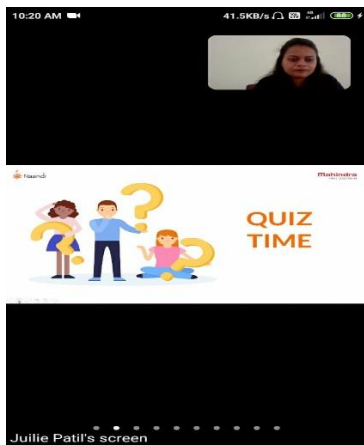 10:20 AM
41.5KB/s
Naandi
Mahindra
QUIZ
TIME
Juilie Patil's screen